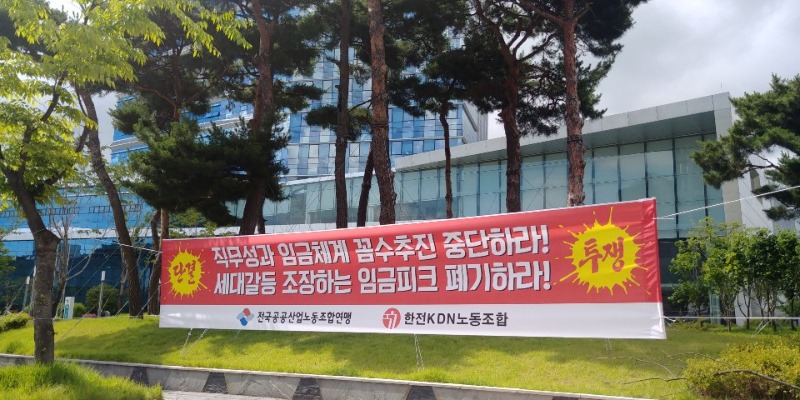 단결
직무성과 임금체계 꼼수추진 중단하라!
세대갈등 조장하는 임금피크 폐기하라!
투쟁
전국공공산업노동조합연맹
한전KDN노동조합